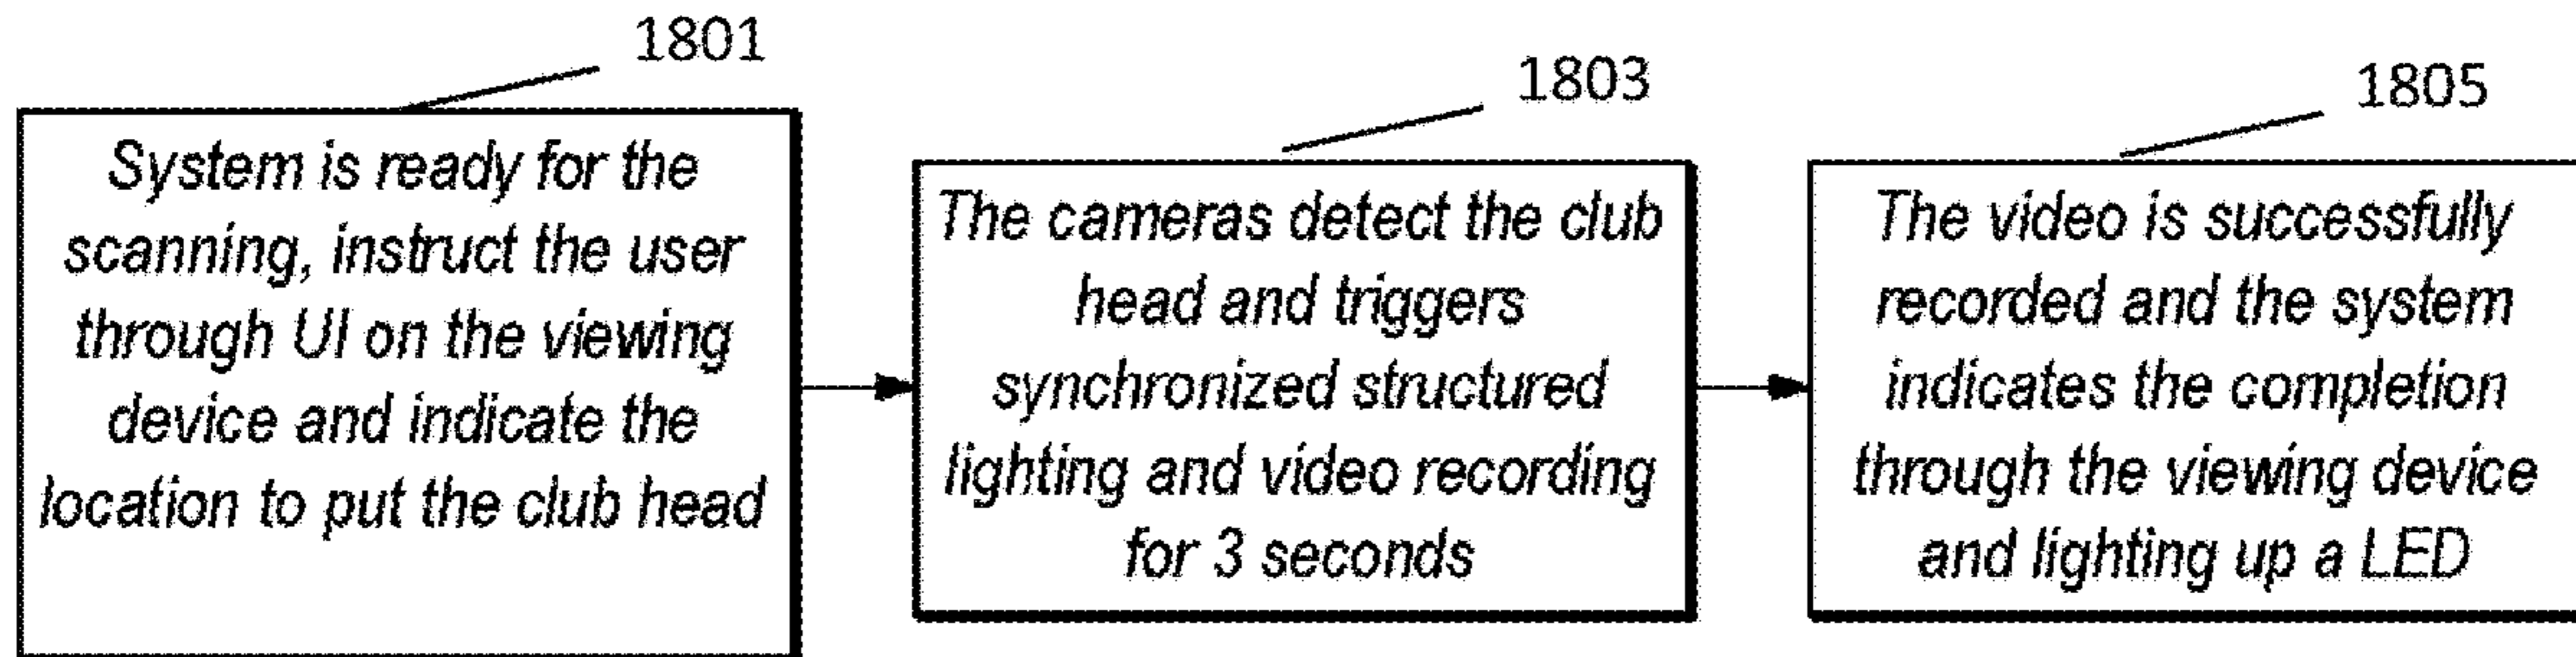 1801
System is ready for the
scanning, instruct the user
through UI on the viewing
device and indicate the
location to put the club head
1803
The cameras detect the club
head and triggers
synchronized structured
lighting and video recording
for 3 seconds
1805
The video is successfully
recorded and the system
indicates the completion
through the viewing device
and lighting up a LED